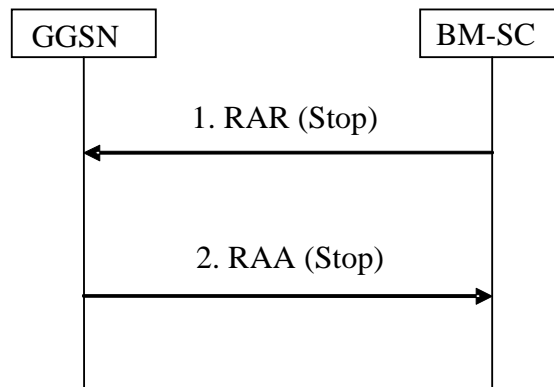 GGSN
BM-SC
1. RAR (Stop)
2. RAA (Stop)